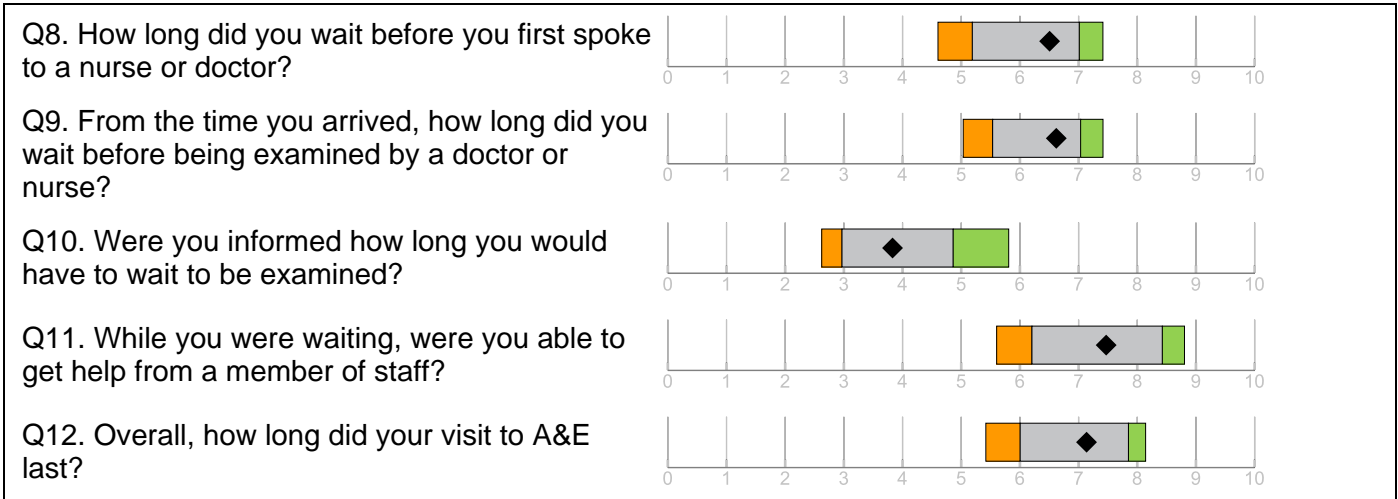 Q8. How long did you wait before you first spoke
to a nurse or doctor?
0 1 2 3 4 5 6 7 8 9 10
Q9. From the time you arrived, how long did you
wait before being examined by a doctor or
nurse?
0 1 2 3 4 5 6 7 8 9 10
Q10. Were you informed how long you would
have to wait to be examined?
0 1 2 3 4 5 6 7 8 9 10
Q11. While you were waiting, were you able to
get help from a member of staff?
0 1 2 3 4 5 6 7 8 9 10
Q12. Overall, how long did your visit to A&E
last?
0 1 2 3 4 5 6 7 8 9 10